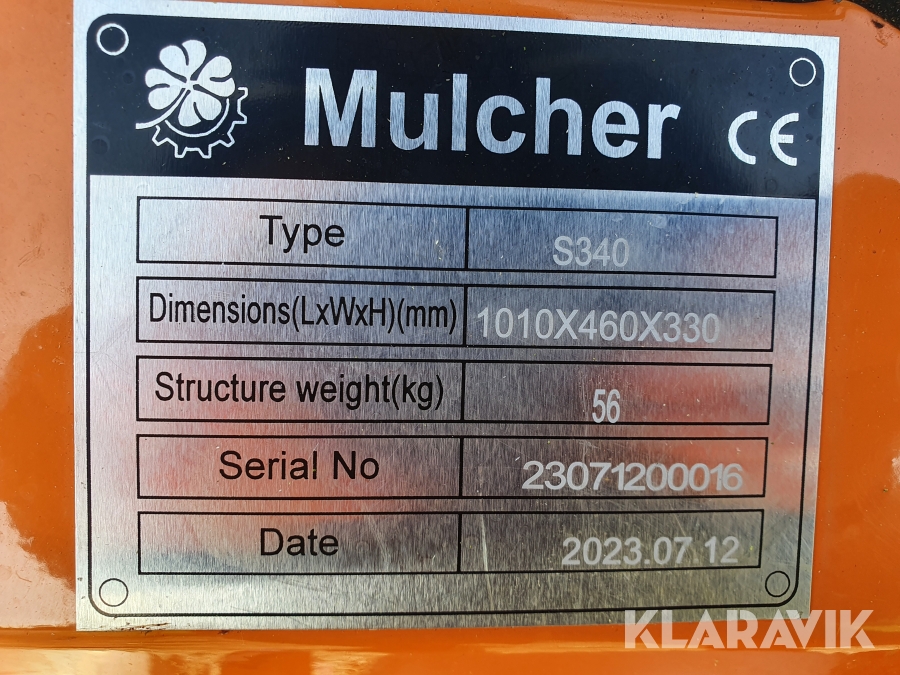 Mulcher CE
Type S340
Dimensions(LxWxH)(mm) 1010X460X330
Structure weight(kg) 56
Serial No 23071200016
Date 2023.07 12
KLARAVIK